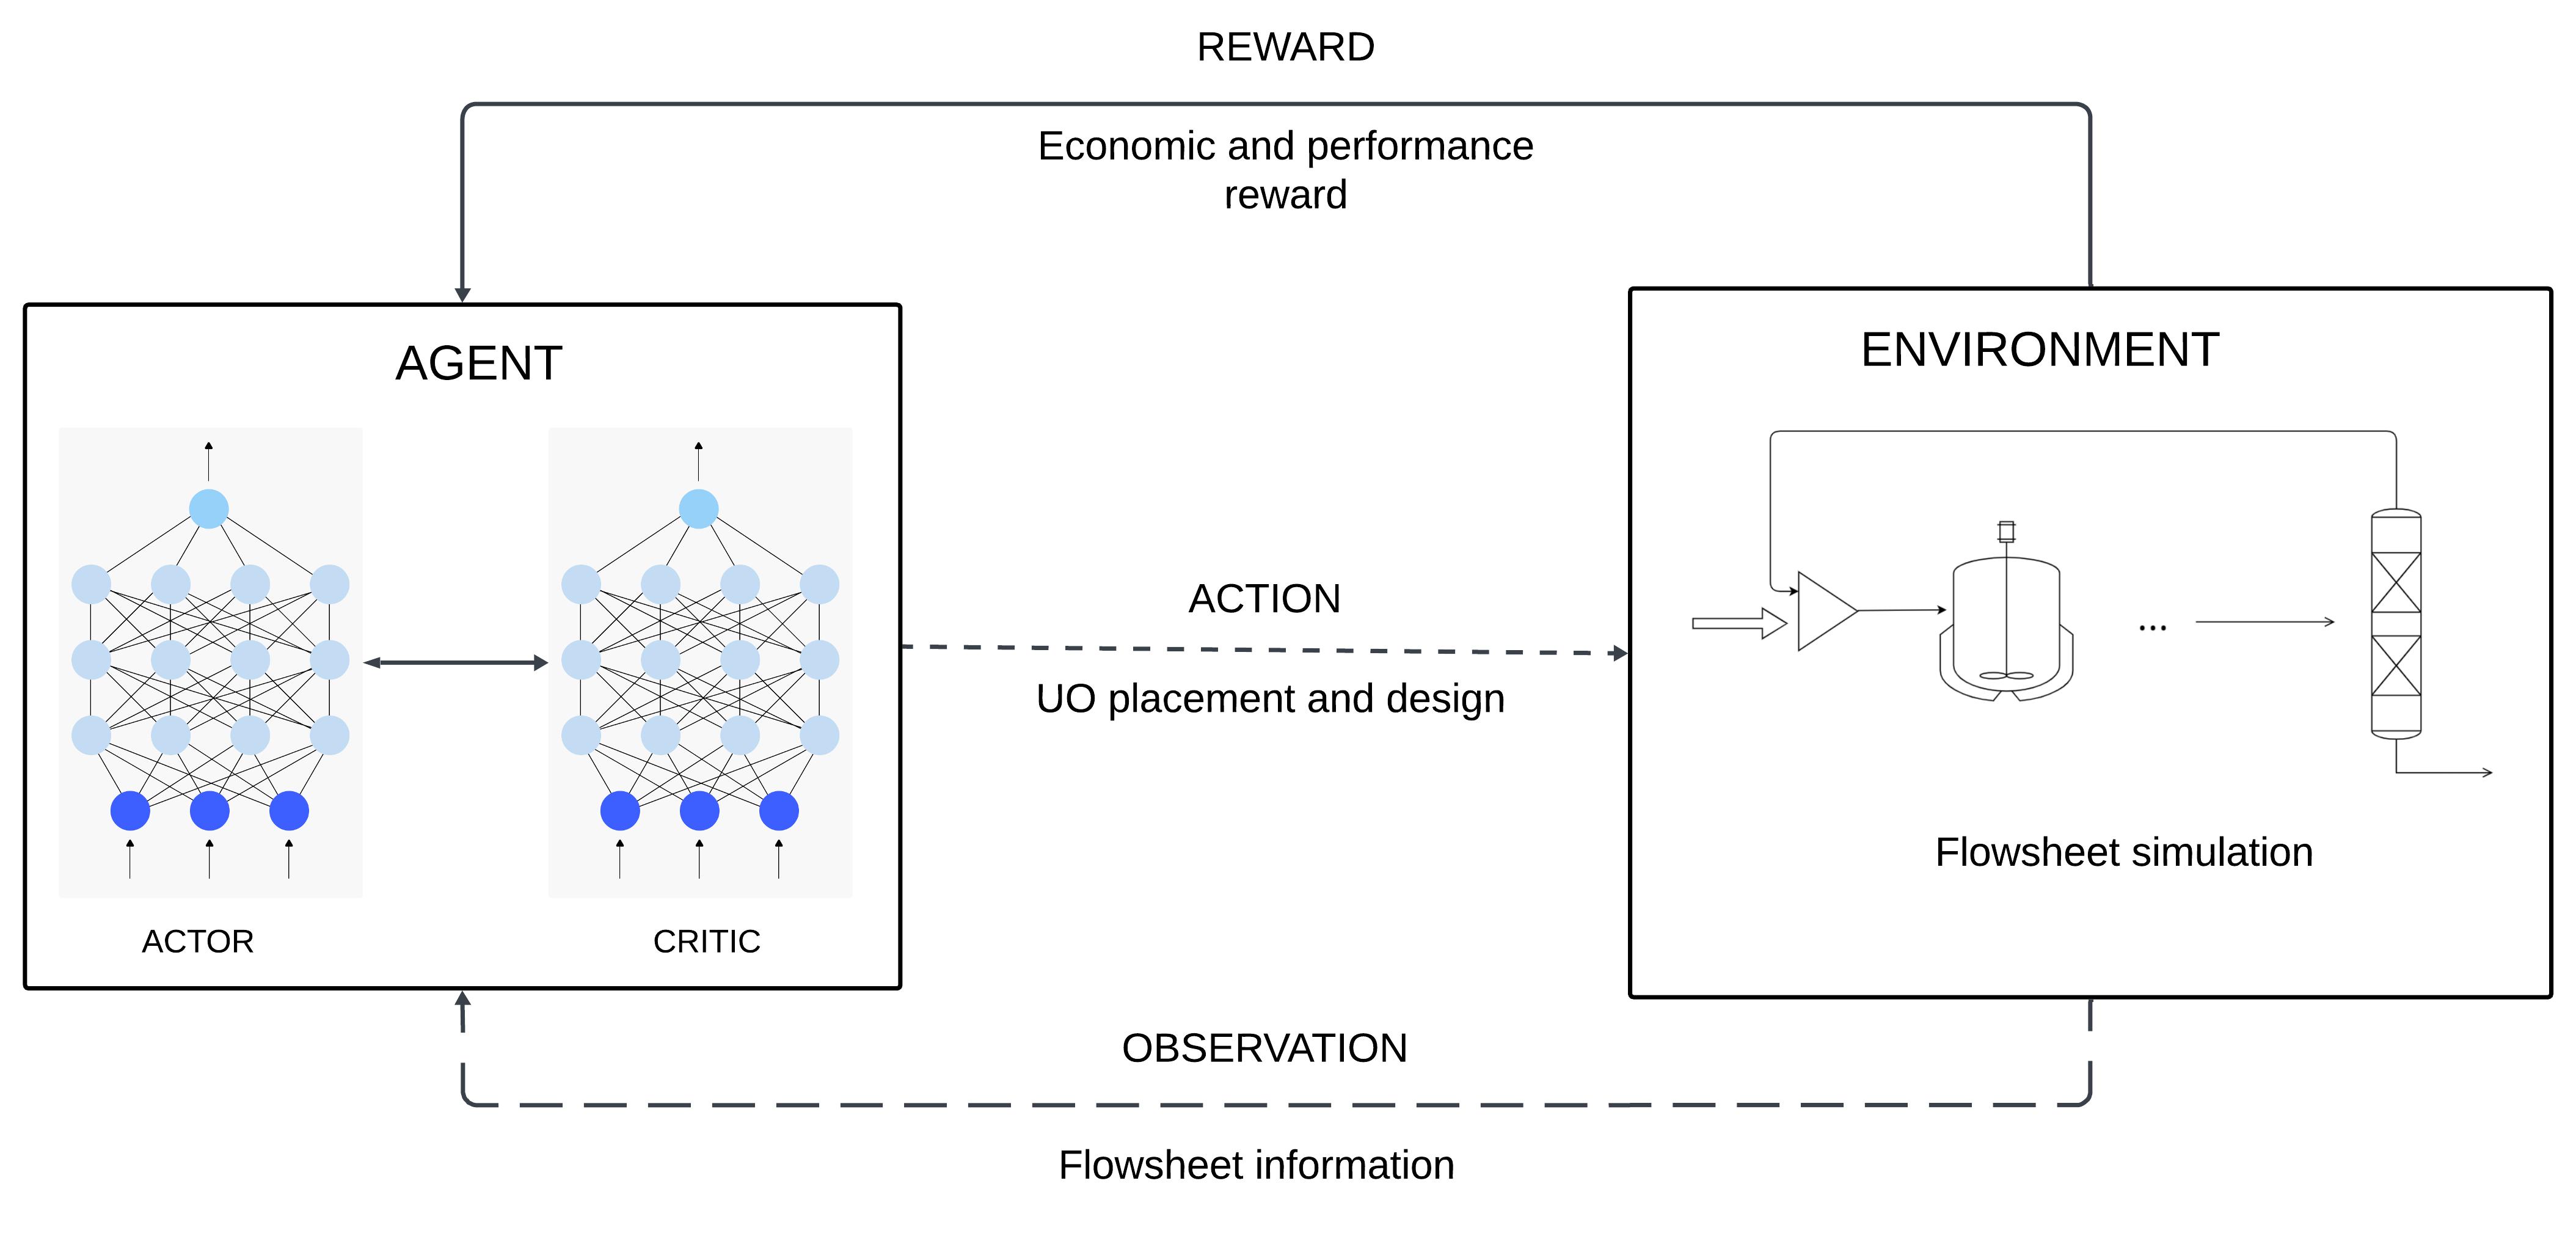 REWARD
Economic and performance
reward
AGENT
ENVIRONMENT
ACTION
UO placement and design
...
Flowsheet simulation
ACTOR
CRITIC
OBSERVATION
Flowsheet information